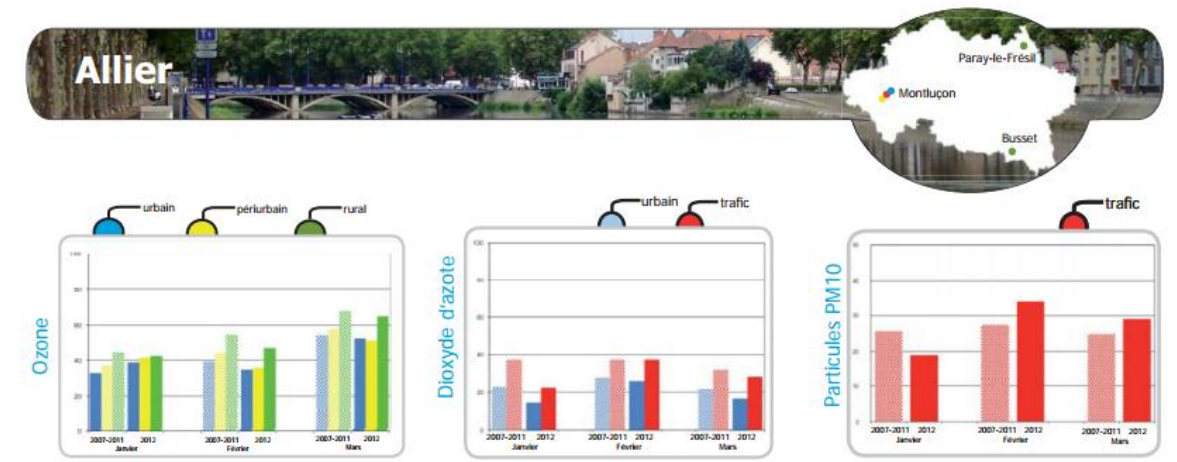 Allier
Paray-le-Frésil
Montluçon
Busset
urbain
périurbain
rural
Ozone
100
80
60
40
20
0
2007-2011 2012
Janvier
2007-2011 2012
Février
2007-2011 2012
Mars
urbain
trafic
Dioxyde d'azote
100
80
60
40
20
0
2007-2011 2012
Janvier
2007-2011 2012
Février
2007-2011 2012
Mars
trafic
Particules PM10
50
40
30
20
10
0
2007-2011 2012
Janvier
2007-2011 2012
Février
2007-2011 2012
Mars